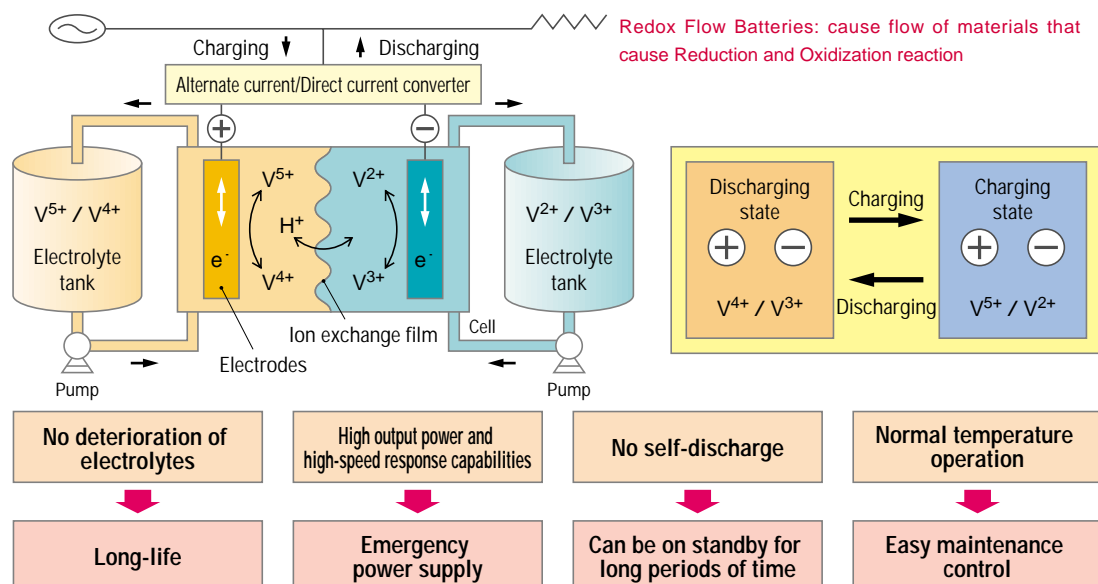 Redox Flow Batteries: cause flow of materials that
cause Reduction and Oxidization reaction
Charging
Discharging
Alternate current/Direct current converter
+
−
V⁵⁺ / V⁴⁺
Electrolyte
tank
V⁵⁺
V⁴⁺
H⁺
e⁻
V²⁺
V³⁺
e⁻
V²⁺ / V³⁺
Electrolyte
tank
Ion exchange film
Cell
Electrodes
Pump
Pump
Discharging
state
+ −
V⁴⁺ / V³⁺
Charging
Discharging
Charging
state
+ −
V⁵⁺ / V²⁺
No deterioration of
electrolytes
High output power and
high-speed response capabilities
No self-discharge
Normal temperature
operation
Long-life
Emergency
power supply
Can be on standby for
long periods of time
Easy maintenance
control